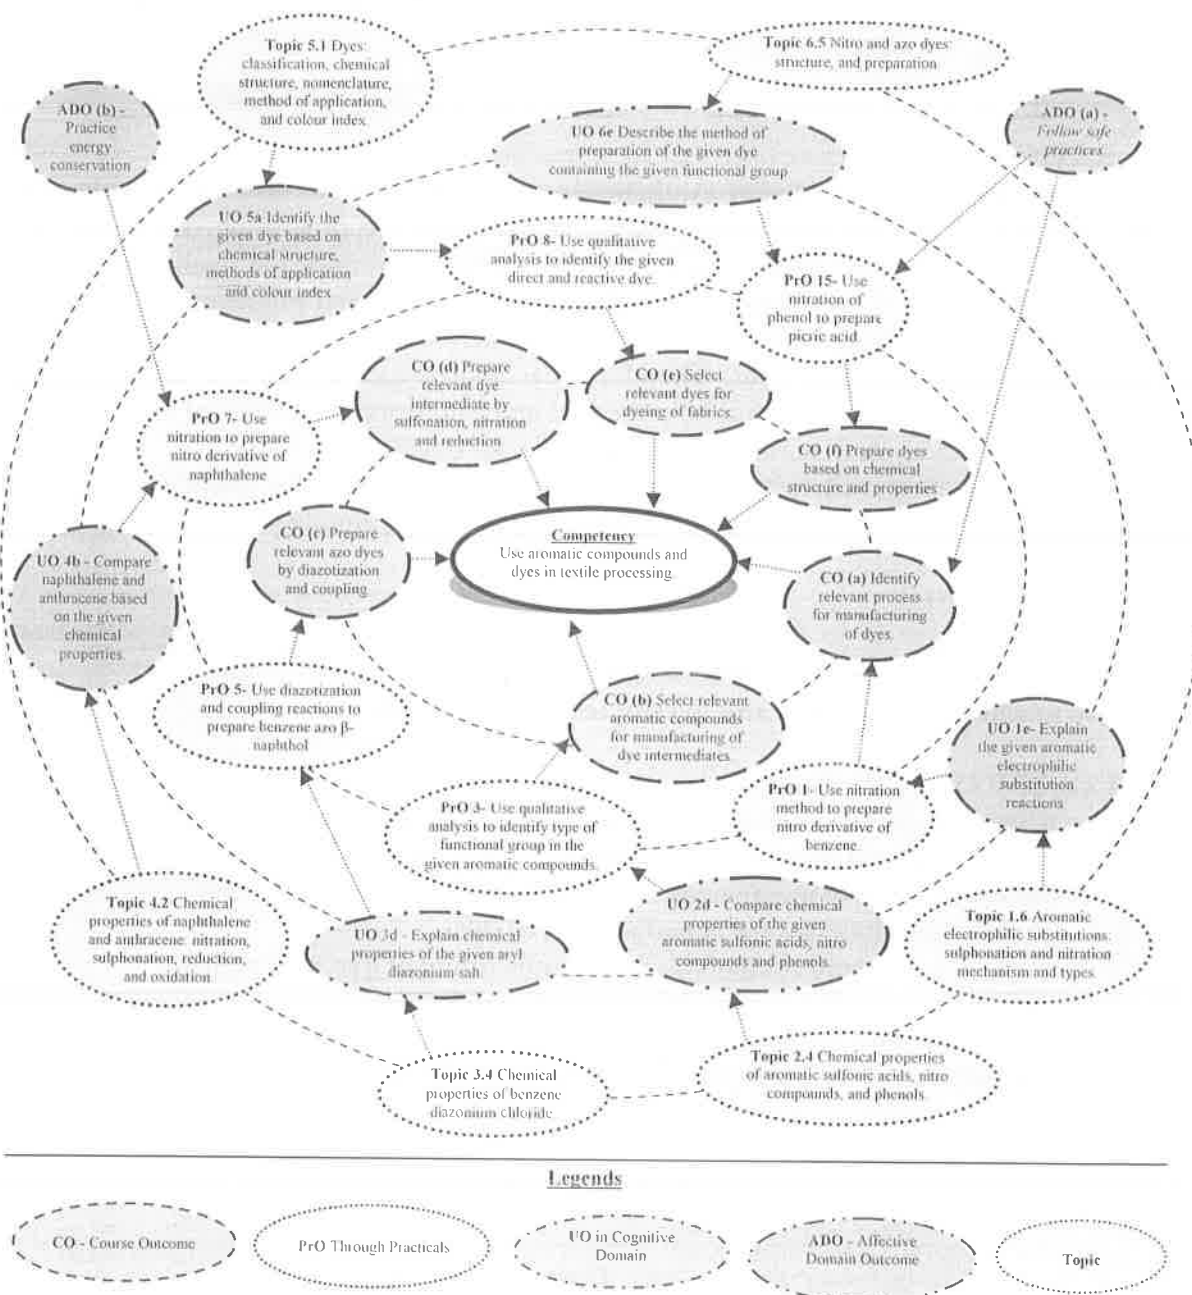 Topic 5.1 Dyes:
classification, chemical
structure, nomenclature,
method of application,
and colour index.
Topic 6.5 Nitro and azo dyes:
structure, and preparation.
ADO (b) -
Practice
energy
conservation
UO 6e Describe the method of
preparation of the given dye
containing the given functional group
ADO (a) -
Follow safe
practices.
UO 5a Identify the
given dye based on
chemical structure,
methods of application
and colour index
PrO 8- Use qualitative
analysis to identify the given
direct and reactive dye.
PrO 15- Use
nitration of
phenol to prepare
picric acid.
CO (d) Prepare
relevant dye
intermediate by
sulfonation, nitration
and reduction
CO (e) Select
relevant dyes for
dyeing of fabrics.
PrO 7- Use
nitration to prepare
nitro derivative of
naphthalene
CO (f) Prepare dyes
based on chemical
structure and properties
CO (c) Prepare
relevant azo dyes
by diazotization
and coupling
Competency
Use aromatic compounds and
dyes in textile processing.
UO 4b - Compare
naphthalene and
anthracene based
on the given
chemical
properties.
CO (a) Identify
relevant process
for manufacturing
of dyes.
PrO 5- Use diazotization
and coupling reactions to
prepare benzene azo β-
naphthol
CO (b) Select relevant
aromatic compounds
for manufacturing of
dye intermediates.
UO 1e- Explain
the given aromatic
electrophilic
substitution
reactions
PrO 3- Use qualitative
analysis to identify type of
functional group in the
given aromatic compounds.
PrO 1- Use nitration
method to prepare
nitro derivative of
benzene.
Topic 4.2 Chemical
properties of naphthalene
and anthracene: nitration,
sulphonation, reduction,
and oxidation.
UO 3d - Explain chemical
properties of the given aryl
diazonium salt.
UO 2d - Compare chemical
properties of the given
aromatic sulfonic acids, nitro
compounds and phenols.
Topic 1.6 Aromatic
electrophilic substitutions:
sulphonation and nitration
mechanism and types.
Topic 3.4 Chemical
properties of benzene
diazonium chloride
Topic 2.4 Chemical properties
of aromatic sulfonic acids, nitro
compounds, and phenols.
Legends
CO - Course Outcome
PrO Through Practicals
UO in Cognitive
Domain
ADO - Affective
Domain Outcome
Topic